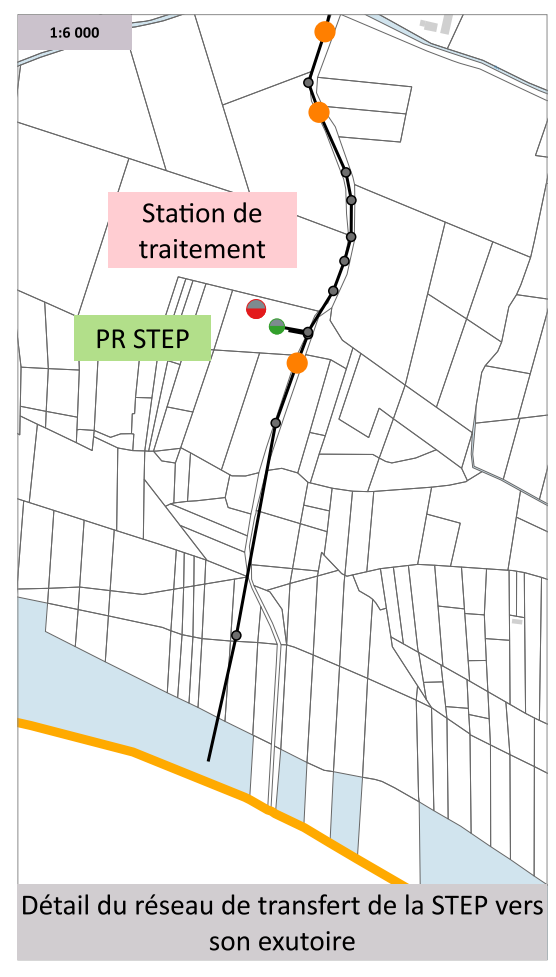 1:6 000
Station de
traitement
PR STEP
Détail du réseau de transfert de la STEP vers
son exutoire